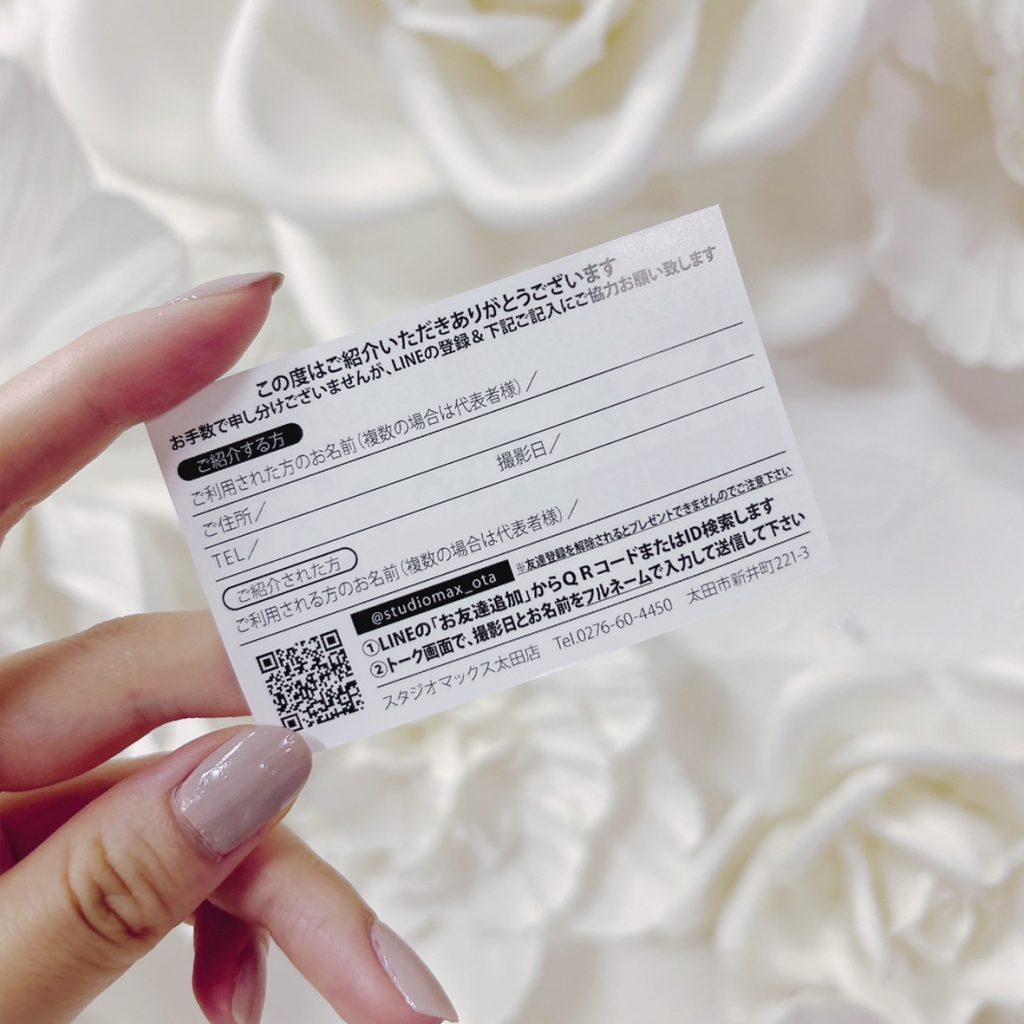 この度はご紹介いただきありがとうございます
お手数で申し分けございませんが、LINEの登録＆下記ご記入にご協力お願い致します
ご紹介する方
ご利用された方のお名前（複数の場合は代表者様）／
ご住所／
撮影日／
TEL／
ご紹介された方
ご利用される方のお名前（複数の場合は代表者様）／
@studiomax_ota
※友達登録を解除されるとプレゼントできませんのでご注意下さい
①LINEの「お友達追加」からＱＲコードまたはID検索します
②トーク画面で、撮影日とお名前をフルネームで入力して送信して下さい
スタジオマックス太田店　Tel.0276-60-4450　太田市新井町221-3